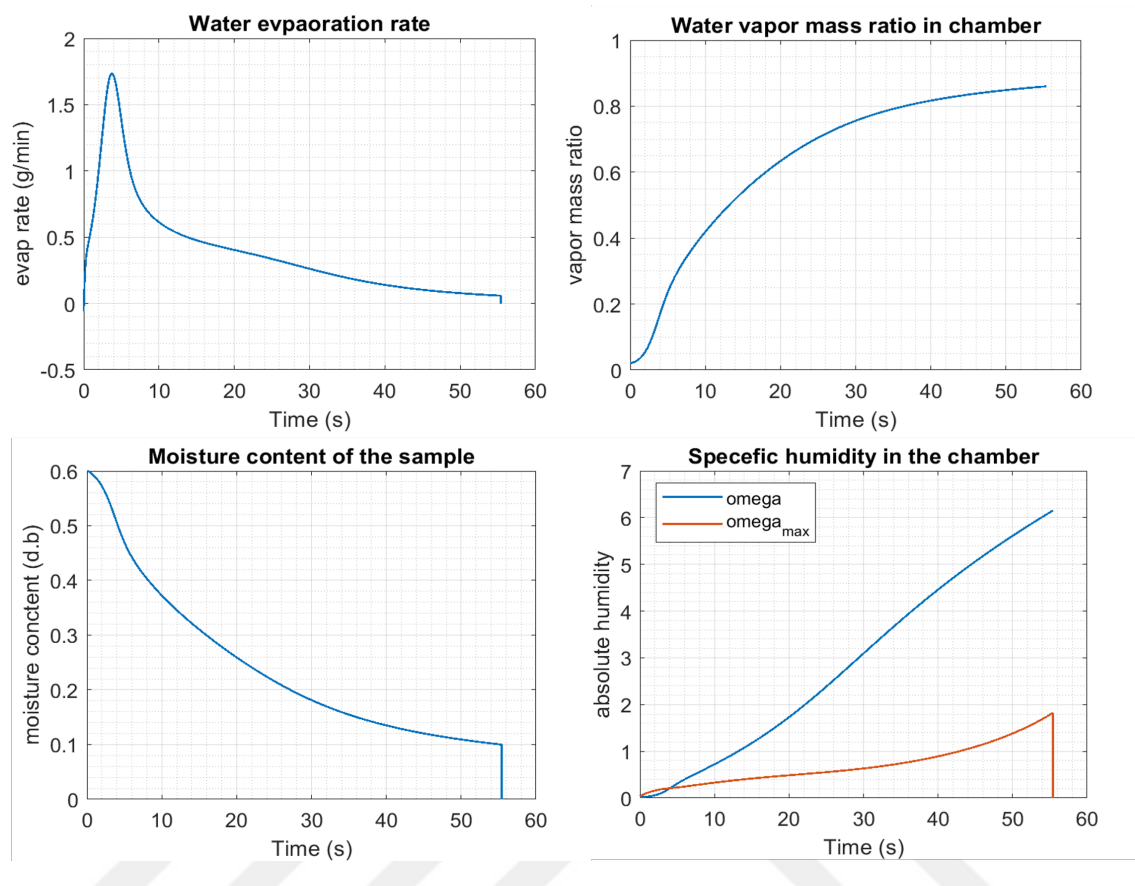 Water evpaoration rate
2
1.5
1
0.5
0
-0.5
evap rate (g/min)
0 10 20 30 40 50 60
Time (s)
Water vapor mass ratio in chamber
1
0.8
0.6
0.4
0.2
0
vapor mass ratio
0 10 20 30 40 50 60
Time (s)
Moisture content of the sample
0.6
0.5
0.4
0.3
0.2
0.1
0
moisture conctent (d.b)
0 10 20 30 40 50 60
Time (s)
Specefic humidity in the chamber
7
6
5
4
3
2
1
0
absolute humidity
omega
omega_max
0 10 20 30 40 50 60
Time (s)